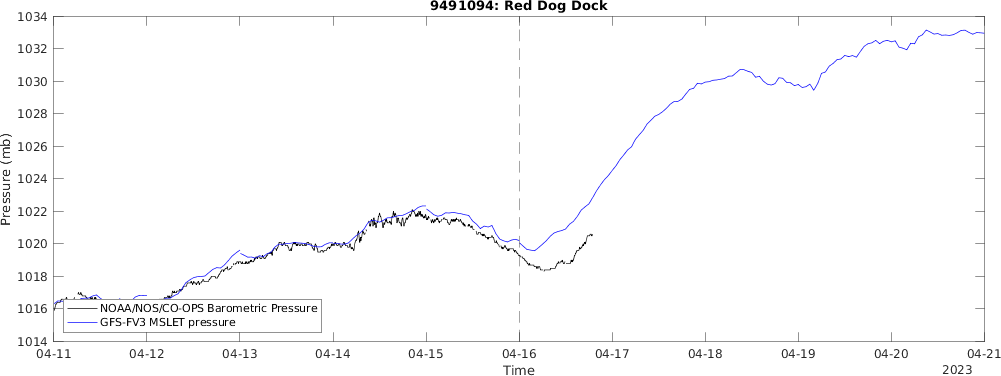 9491094: Red Dog Dock
Pressure (mb)
1034
1032
1030
1028
1026
1024
1022
1020
1018
1016
1014
NOAA/NOS/CO-OPS Barometric Pressure
GFS-FV3 MSLET pressure
04-11 04-12 04-13 04-14 04-15 04-16 04-17 04-18 04-19 04-20 04-21
Time
2023